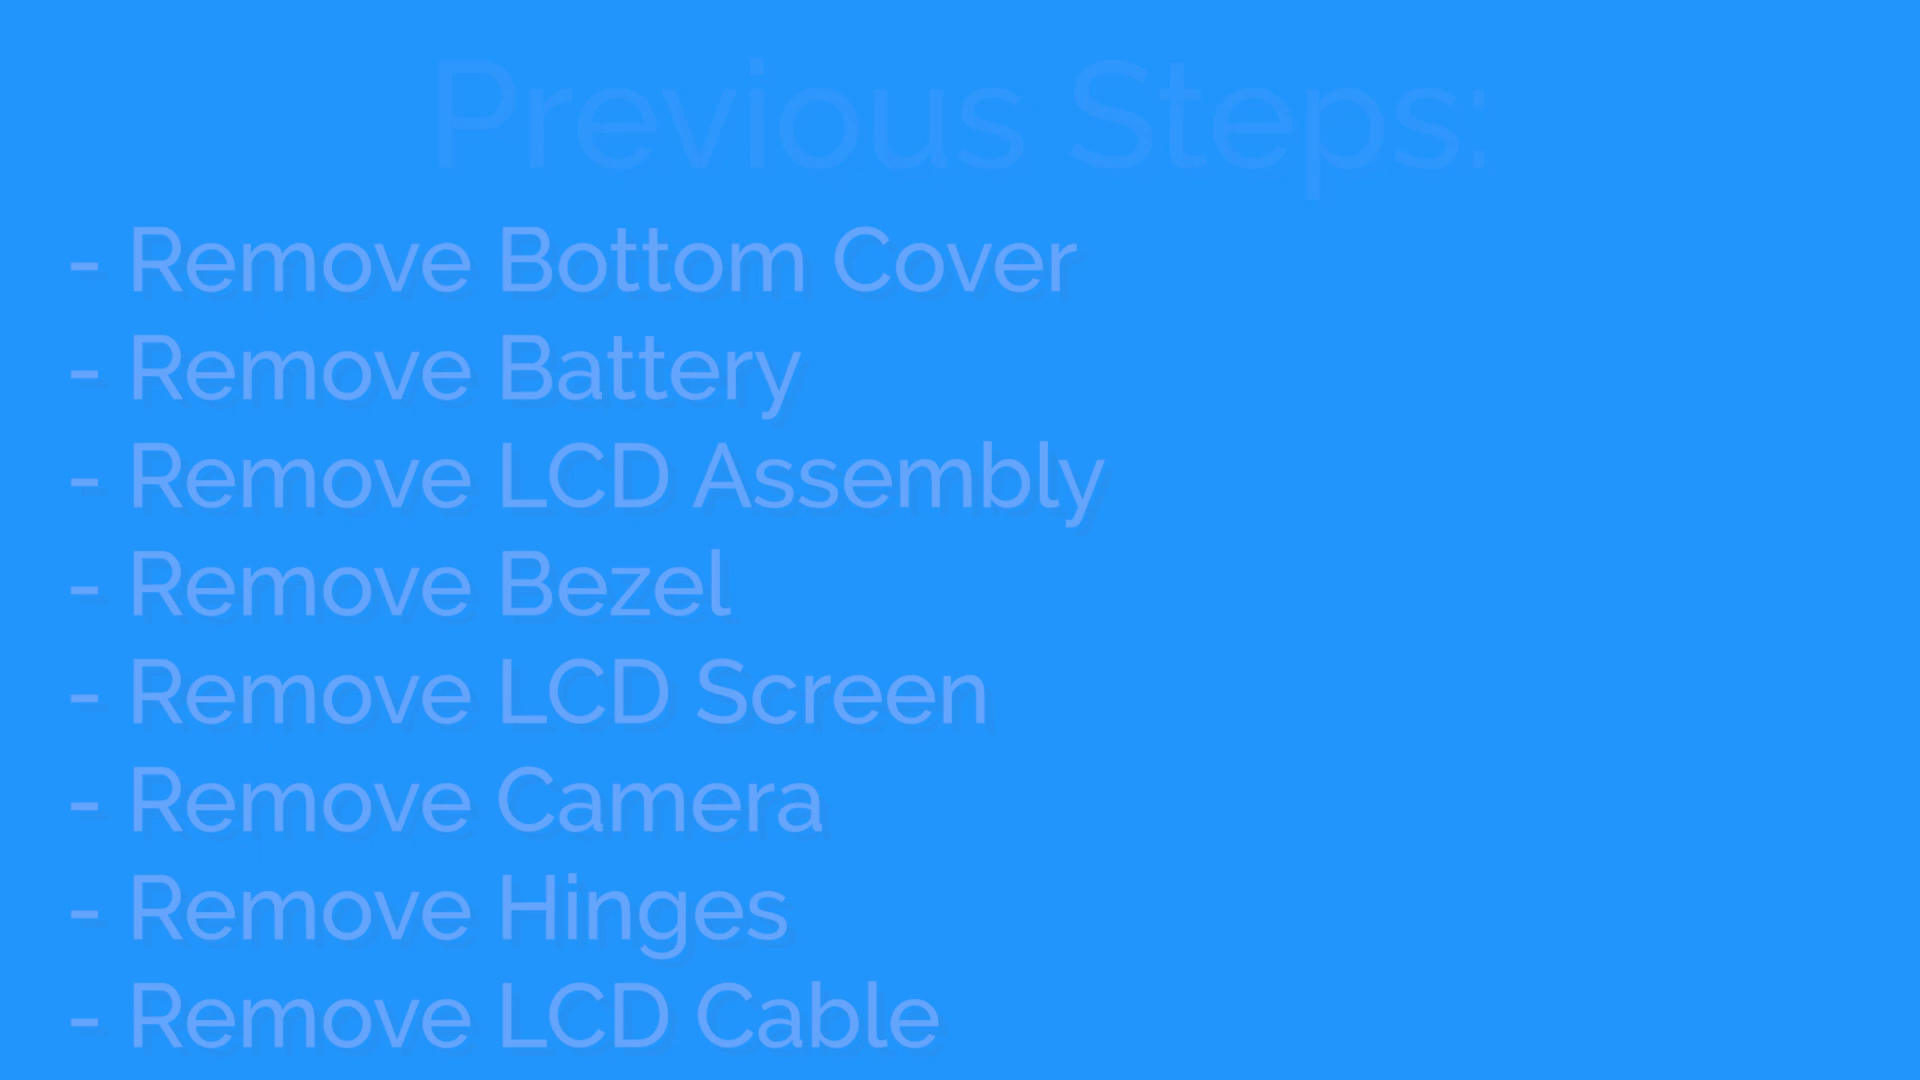 Previous Steps:
- Remove Bottom Cover
- Remove Battery
- Remove LCD Assembly
- Remove Bezel
- Remove LCD Screen
- Remove Camera
- Remove Hinges
- Remove LCD Cable